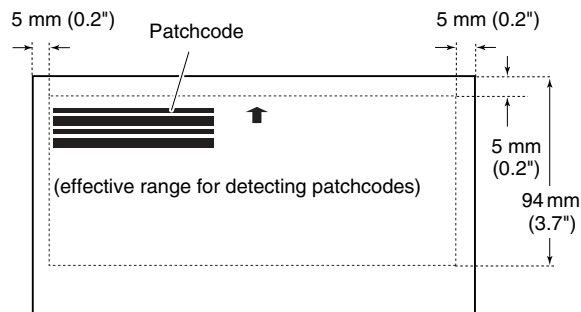 5 mm (0.2")
Patchcode
5 mm (0.2")
5 mm
(0.2")
(effective range for detecting patchcodes)
94 mm
(3.7")